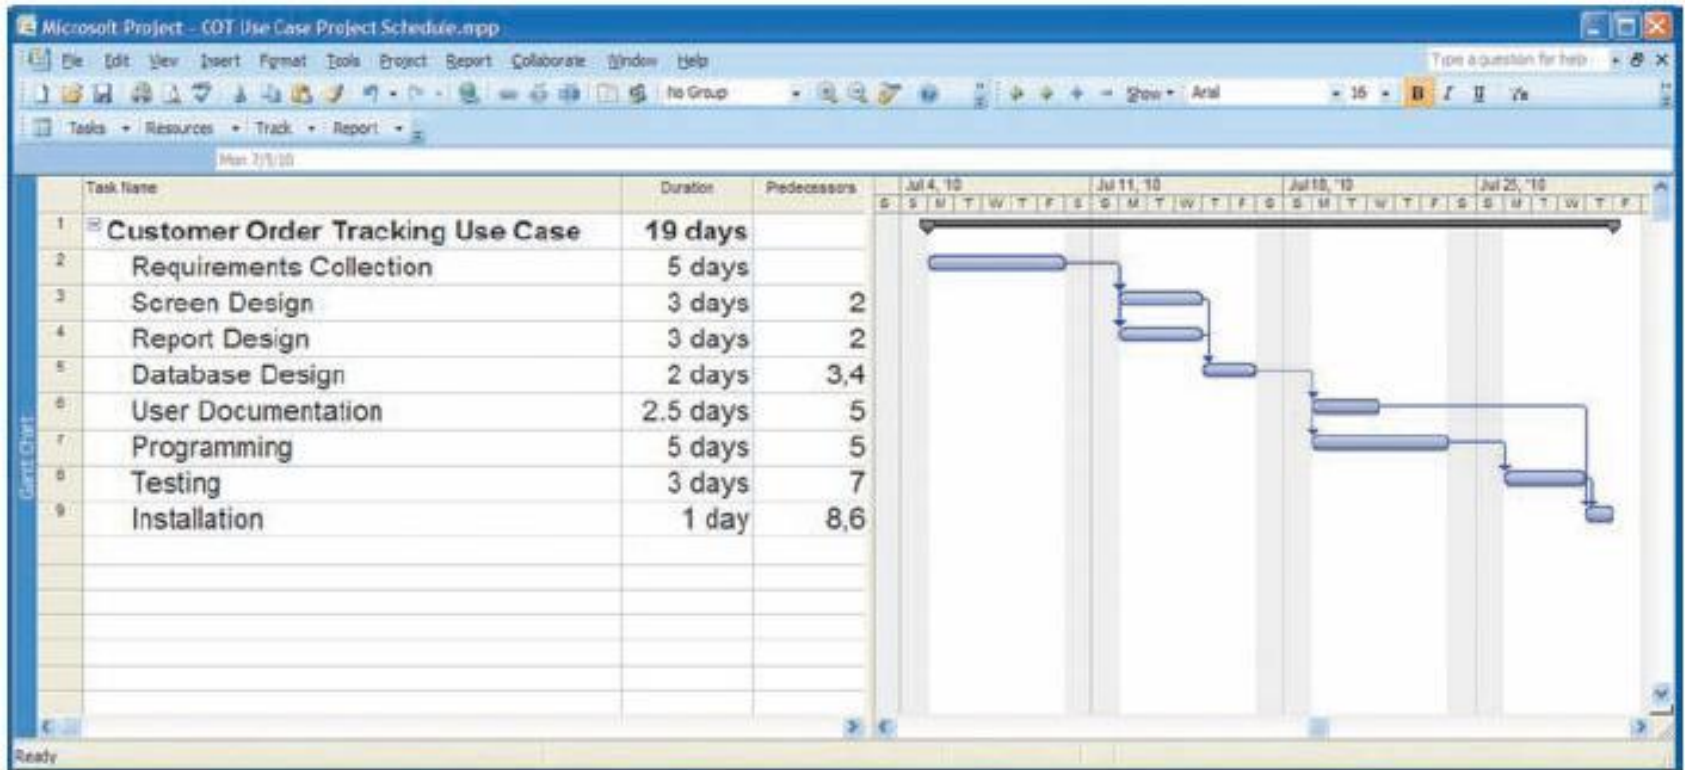 Microsoft Project - COT Use Case Project Schedule.mpp
File Edit View Insert Format Tools Project Report Collaborate Window Help Type a question for help
No Group Show Arial 16 B I U
Tasks Resources Track Report
Mon 7/5/10
Task Name Duration Predecessors Jul 4, '10 Jul 11, '10 Jul 18, '10 Jul 25, '10
S S M T W T F S S M T W T F S S M T W T F S S M T W T F
1 Customer Order Tracking Use Case 19 days
2 Requirements Collection 5 days
3 Screen Design 3 days 2
4 Report Design 3 days 2
5 Database Design 2 days 3,4
6 User Documentation 2.5 days 5
7 Programming 5 days 5
8 Testing 3 days 7
9 Installation 1 day 8,6
Gantt Chart
Ready